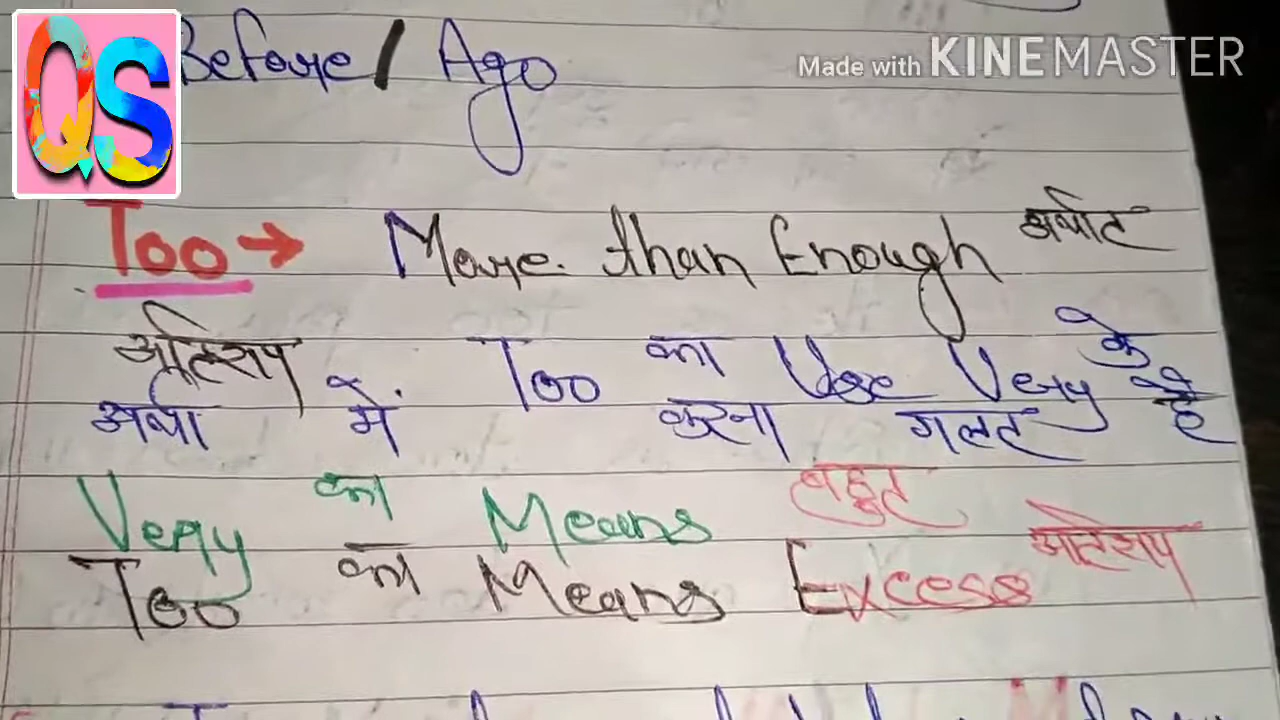 QS
Made with KINEMASTER
Before / Ago
Too → More than Enough अर्थात
अतिशय Too का Use Very के
अर्था में करना गलत है
Very का Means बहुत
Too का Means Excess अतिशय